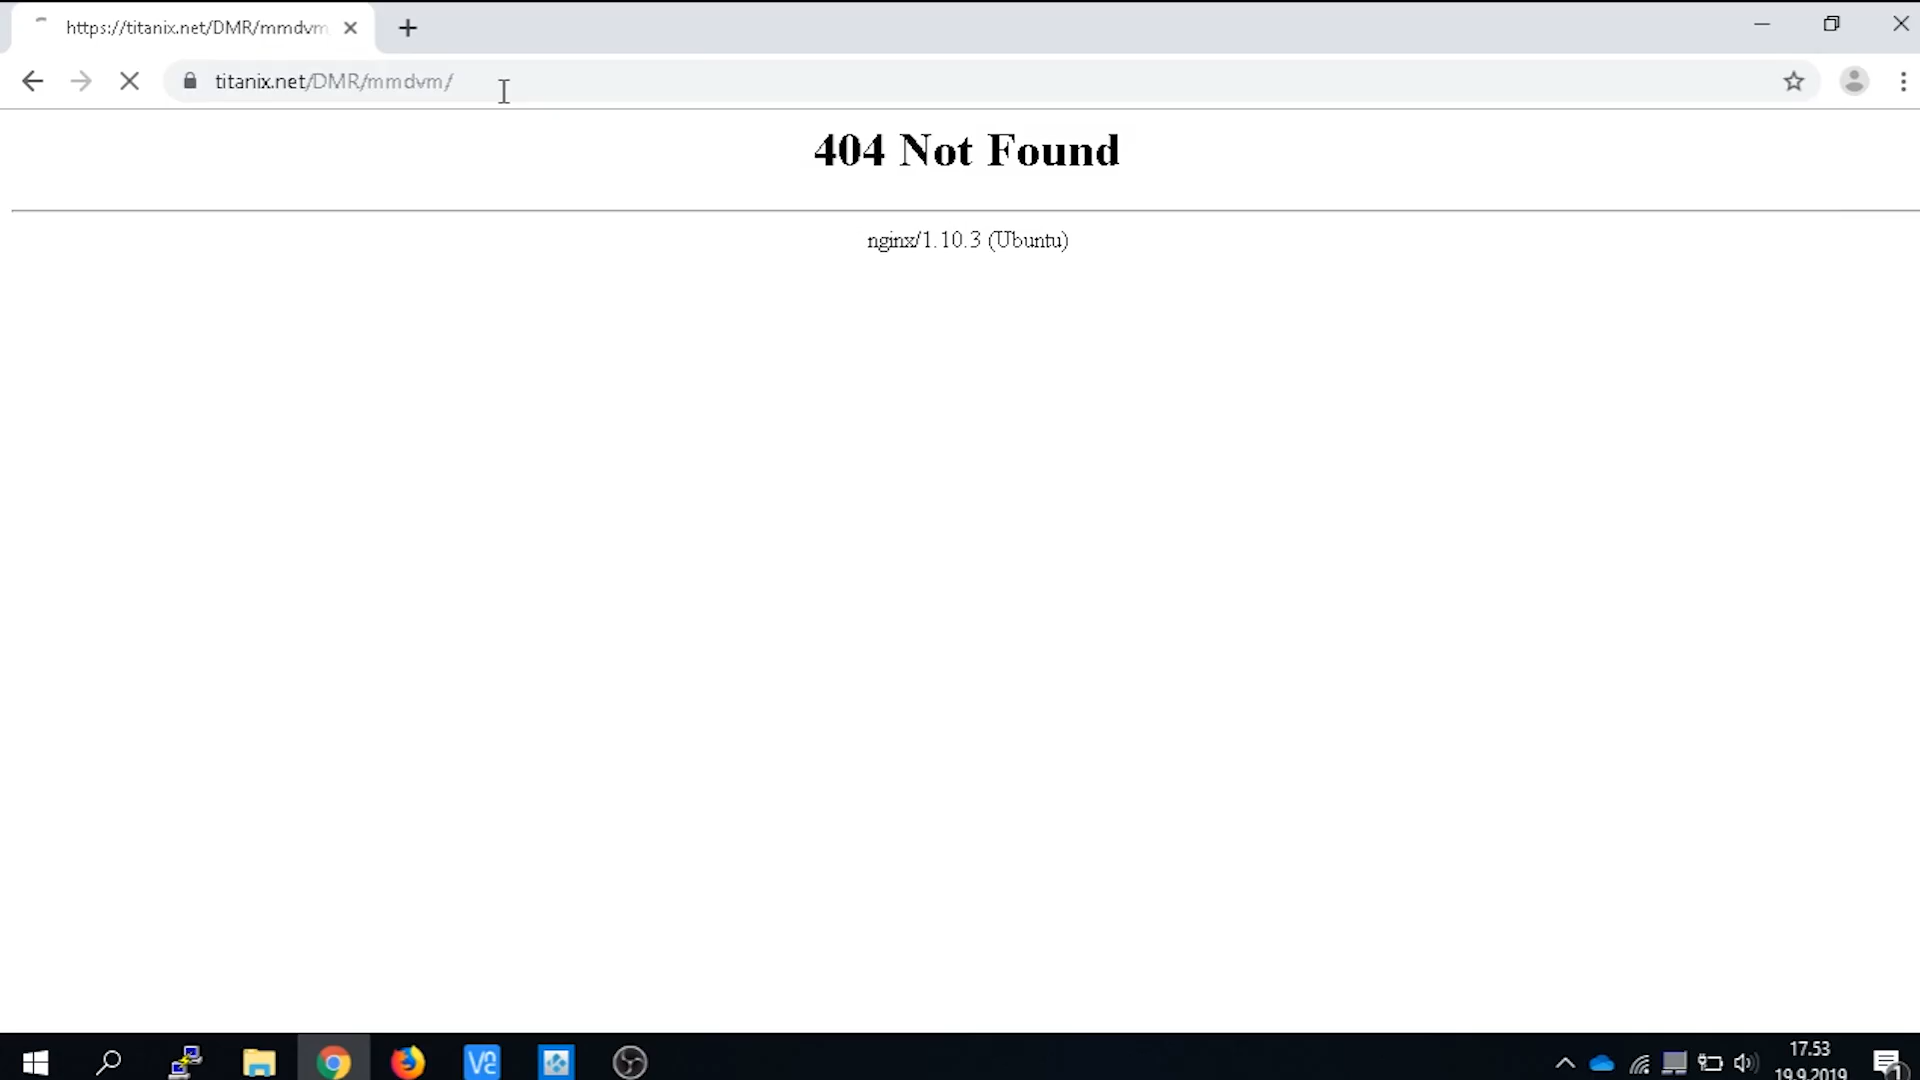 https://titanix.net/DMR/mmdvm
titanix.net/DMR/mmdvm/
404 Not Found
nginx/1.10.3 (Ubuntu)
17.53
19.9.2019
1